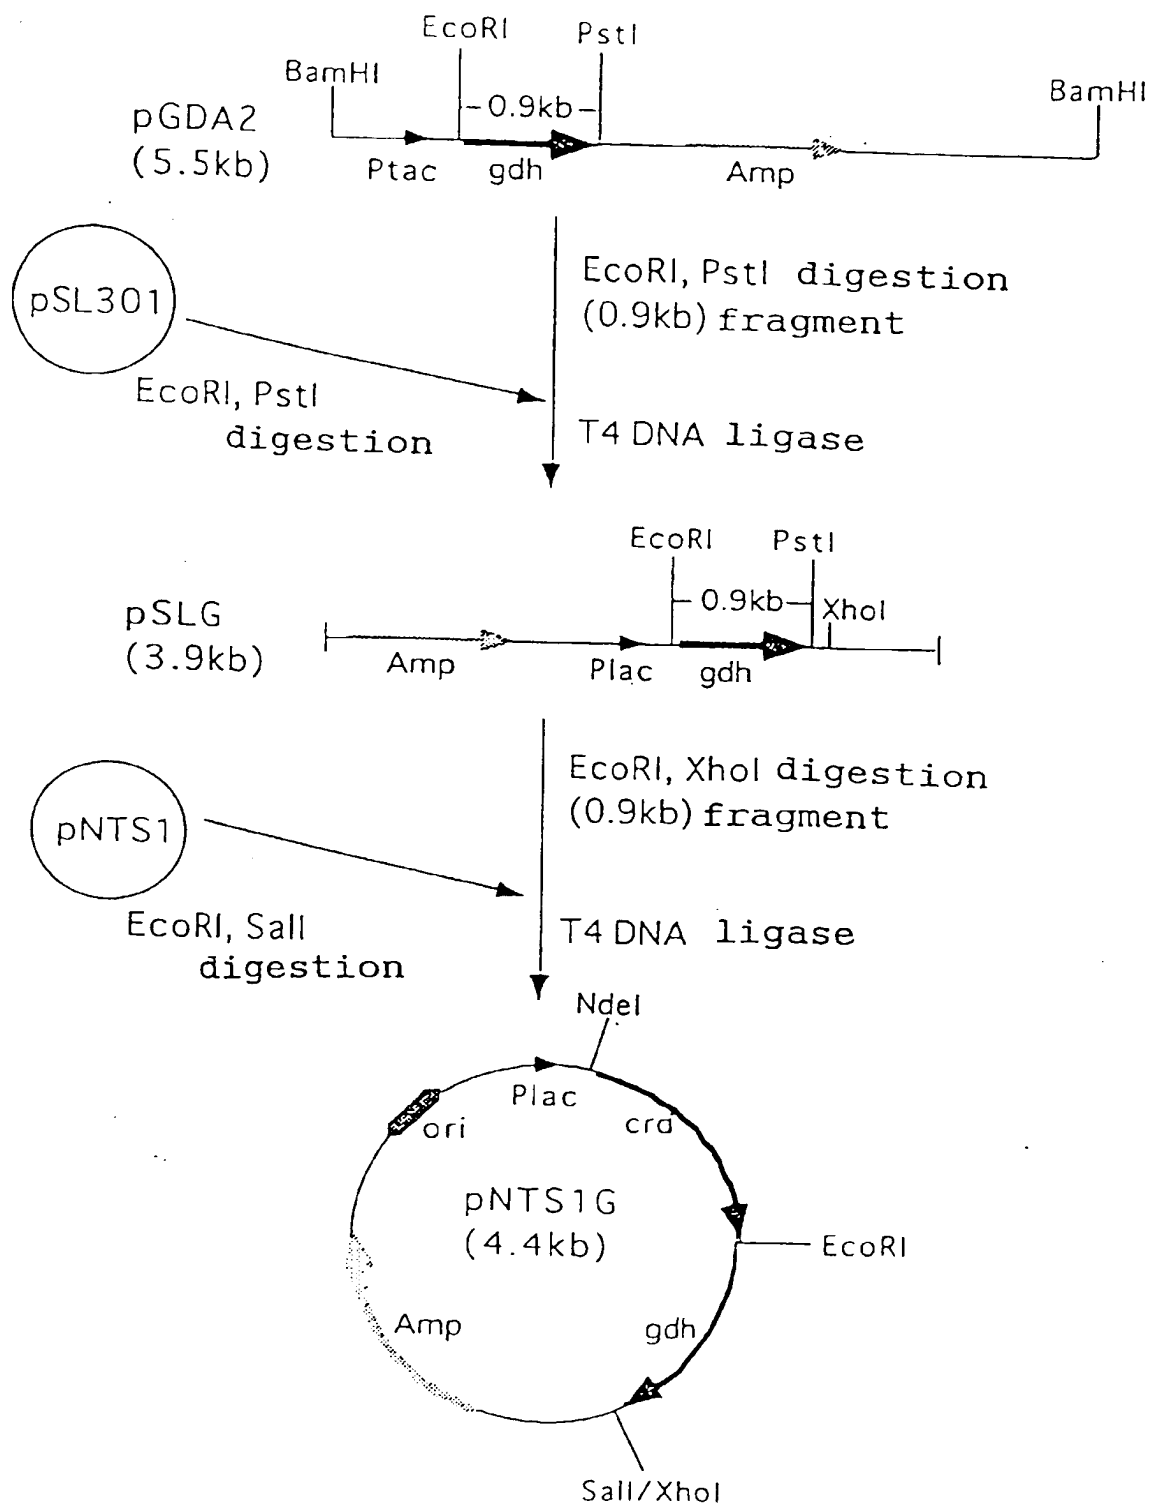 EcoRI PstI
BamHI
BamHI
pGDA2
(5.5kb)
0.9kb
Ptac gdh Amp
pSL301
EcoRI, PstI digestion
(0.9kb) fragment
EcoRI, PstI
digestion
T4 DNA ligase
EcoRI PstI
pSLG
(3.9kb)
0.9kb
XhoI
Amp Plac gdh
EcoRI, XhoI digestion
(0.9kb) fragment
pNTS1
EcoRI, SalI
digestion
T4 DNA ligase
NdeI
Plac
crd
ori
pNTS1G
(4.4kb)
EcoRI
Amp
gdh
SalI/XhoI